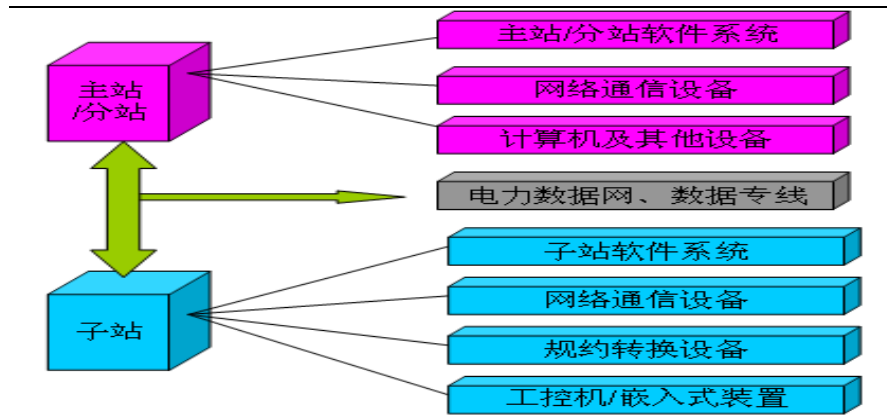 主站
/分站
主站/分站软件系统
网络通信设备
计算机及其他设备
电力数据网、数据专线
子站
子站软件系统
网络通信设备
规约转换设备
工控机/嵌入式装置